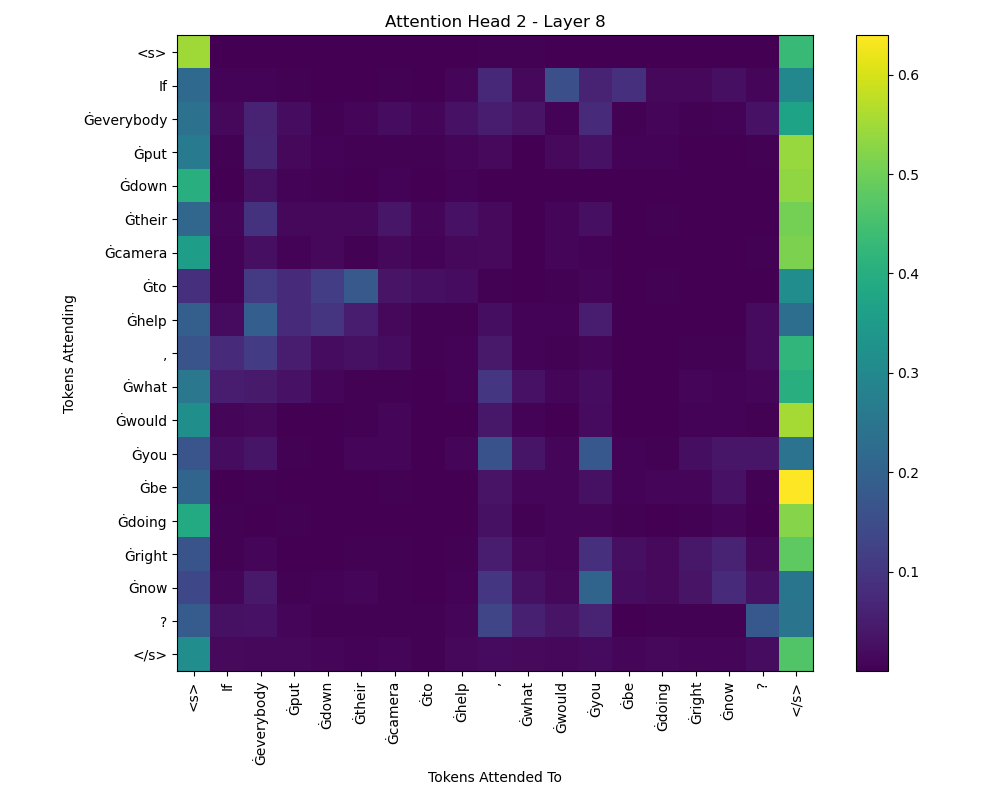 Attention Head 2 - Layer 8
Tokens Attending
<s>
If
Ġeverybody
Ġput
Ġdown
Ġtheir
Ġcamera
Ġto
Ġhelp
,
Ġwhat
Ġwould
Ġyou
Ġbe
Ġdoing
Ġright
Ġnow
?
</s>
<s>
If
Ġeverybody
Ġput
Ġdown
Ġtheir
Ġcamera
Ġto
Ġhelp
,
Ġwhat
Ġwould
Ġyou
Ġbe
Ġdoing
Ġright
Ġnow
?
</s>
Tokens Attended To
0.6
0.5
0.4
0.3
0.2
0.1